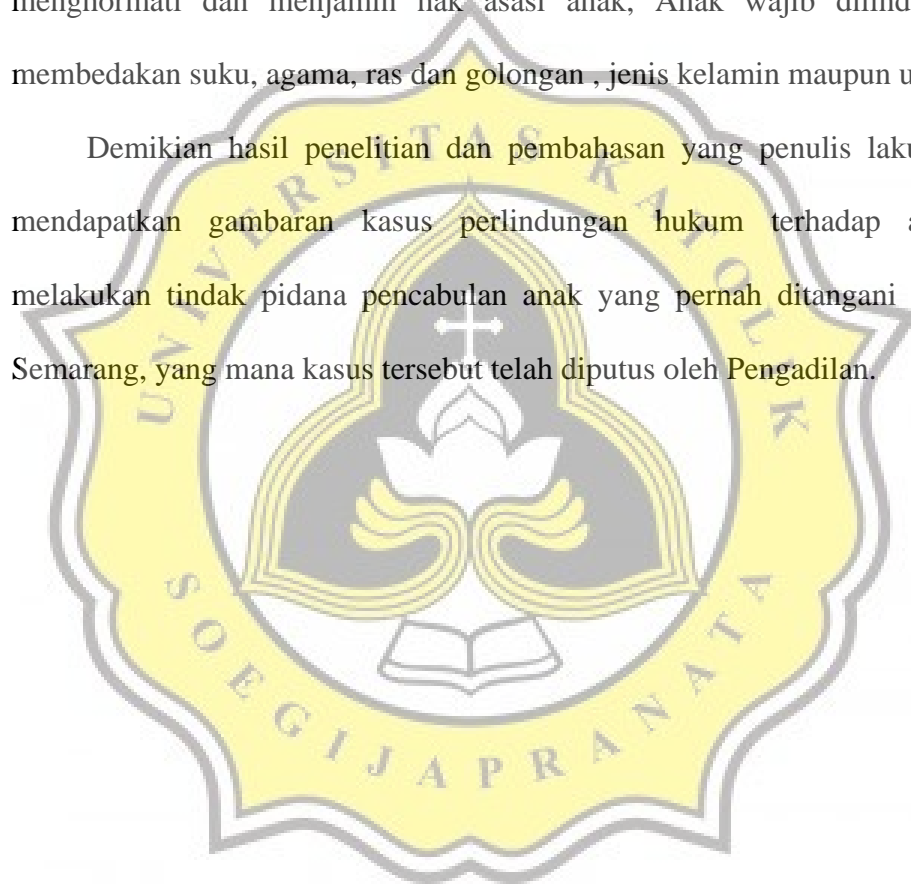 menghormati dan menjamin hak asasi anak, Anak wajib
membedakan suku, agama, ras dan golongan , jenis kelamin maupun
Demikian hasil penelitian dan pembahasan yang penulis
mendapatkan gambaran kasus perlindungan hukum terhadap
melakukan tindak pidana pencabulan anak yang pernah ditangani
Semarang, yang mana kasus tersebut telah diputus oleh Pengadilan.
UNIVERSITAS KATOLIK
SOEGIJAPRANATA